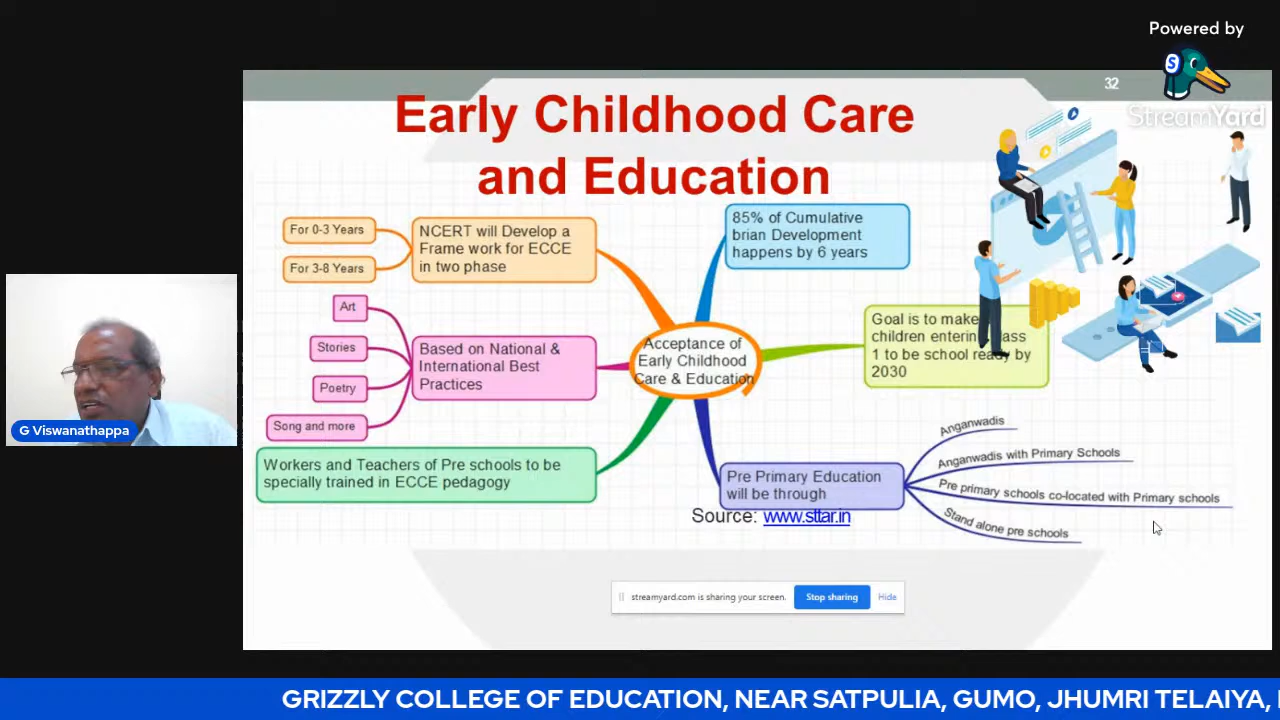 Powered by
StreamYard
32
Early Childhood Care
and Education
For 0-3 Years
For 3-8 Years
NCERT will Develop a
Frame work for ECCE
in two phase
85% of Cumulative
brian Development
happens by 6 years
Art
Stories
Poetry
Song and more
Based on National &
International Best
Practices
Acceptance of
Early Childhood
Care & Education
Goal is to make
children entering
1 to be school ready by
2030
Workers and Teachers of Pre schools to be
specially trained in ECCE pedagogy
Pre Primary Education
will be through
Anganwadis
Anganwadis with Primary Schools
Pre primary schools co-located with Primary schools
Stand alone pre schools
Source: www.sttar.in
streamyard.com is sharing your screen.
Stop sharing
Hide
G Viswanathappa
GRIZZLY COLLEGE OF EDUCATION, NEAR SATPULIA, GUMO, JHUMRI TELAIYA,